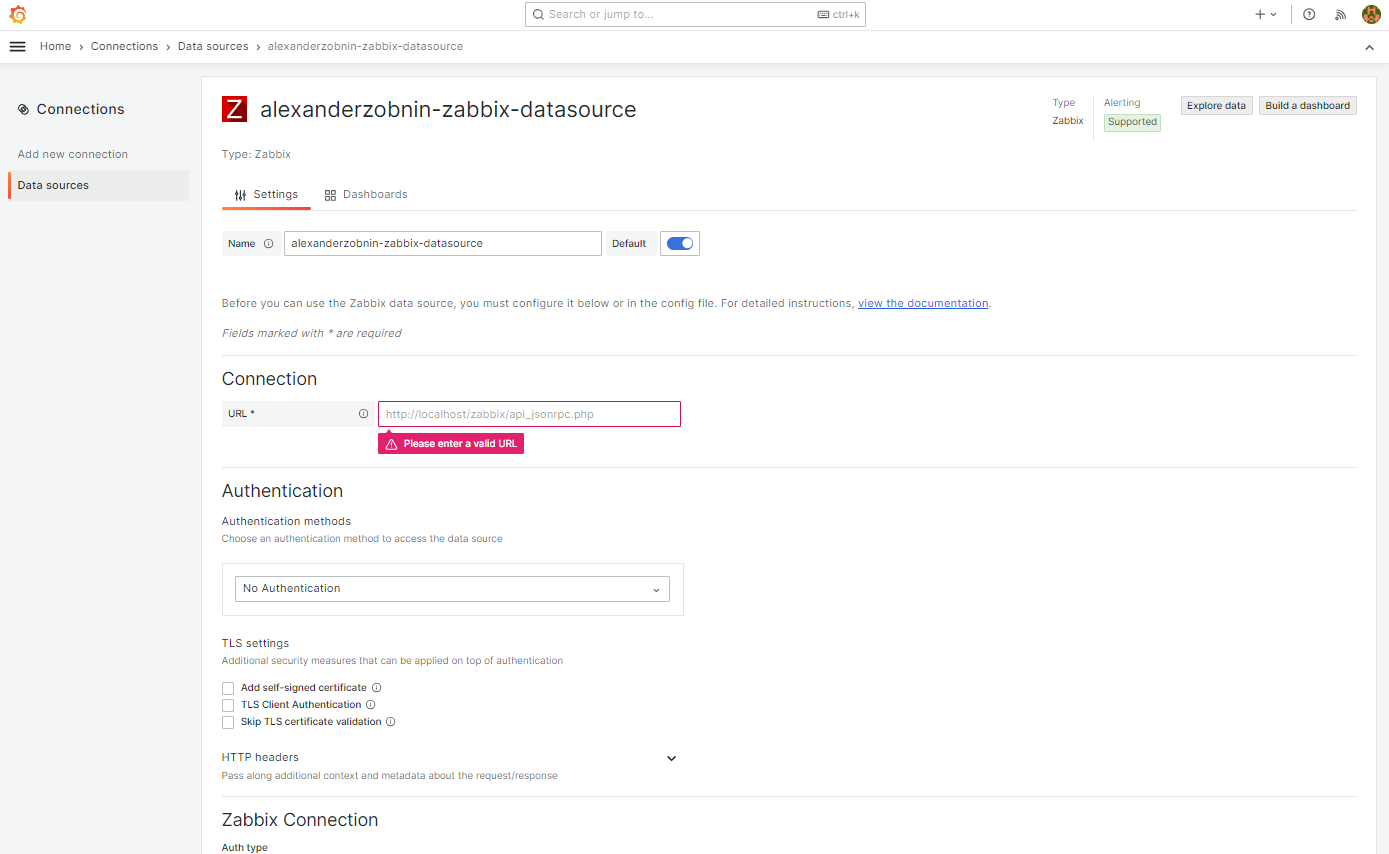 Search or jump to...
ctrl+k
Home › Connections › Data sources › alexanderzobnin-zabbix-datasource
Connections
Add new connection
Data sources
Z
alexanderzobnin-zabbix-datasource
Type
Zabbix
Alerting
Supported
Explore data
Build a dashboard
Type: Zabbix
Settings
Dashboards
Name
alexanderzobnin-zabbix-datasource
Default
Before you can use the Zabbix data source, you must configure it below or in the config file. For detailed instructions, view the documentation.
Fields marked with * are required
Connection
URL *
http://localhost/zabbix/api_jsonrpc.php
Please enter a valid URL
Authentication
Authentication methods
Choose an authentication method to access the data source
No Authentication
TLS settings
Additional security measures that can be applied on top of authentication
Add self-signed certificate
TLS Client Authentication
Skip TLS certificate validation
HTTP headers
Pass along additional context and metadata about the request/response
Zabbix Connection
Auth type